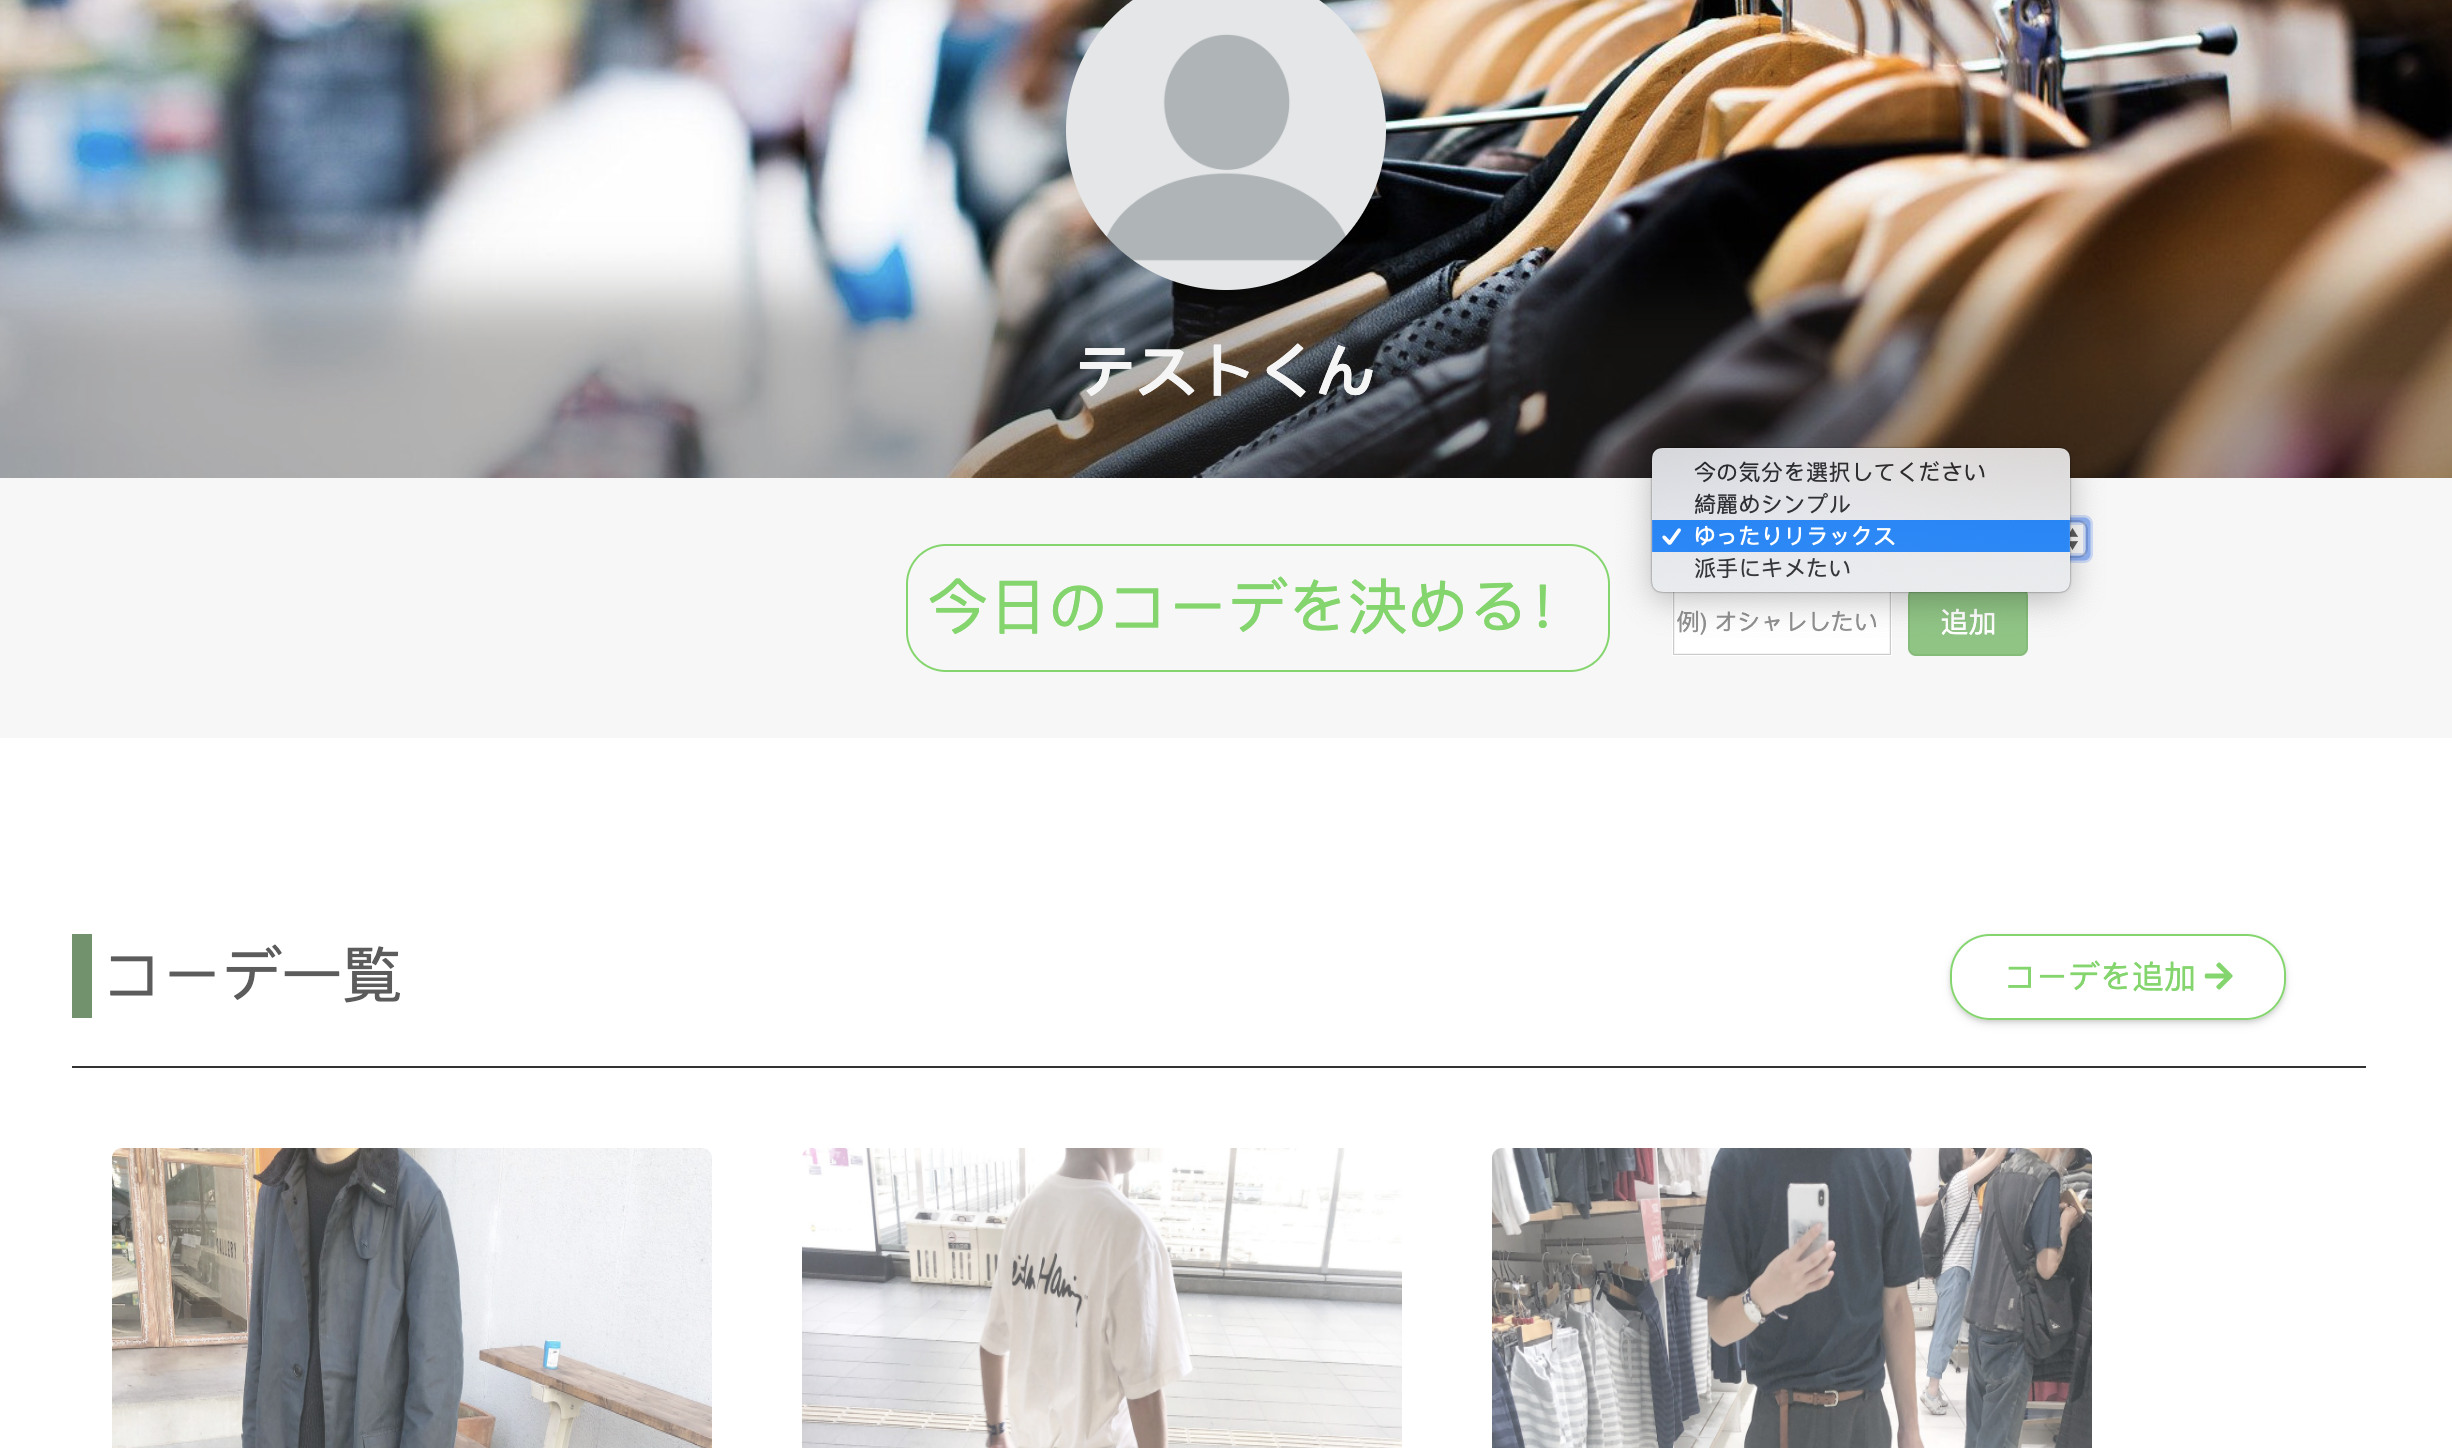 テストくん
今の気分を選択してください
綺麗めシンプル
ゆったりリラックス
派手にキメたい
今日のコーデを決める!
例) オシャレしたい
追加
コーデ一覧
コーデを追加